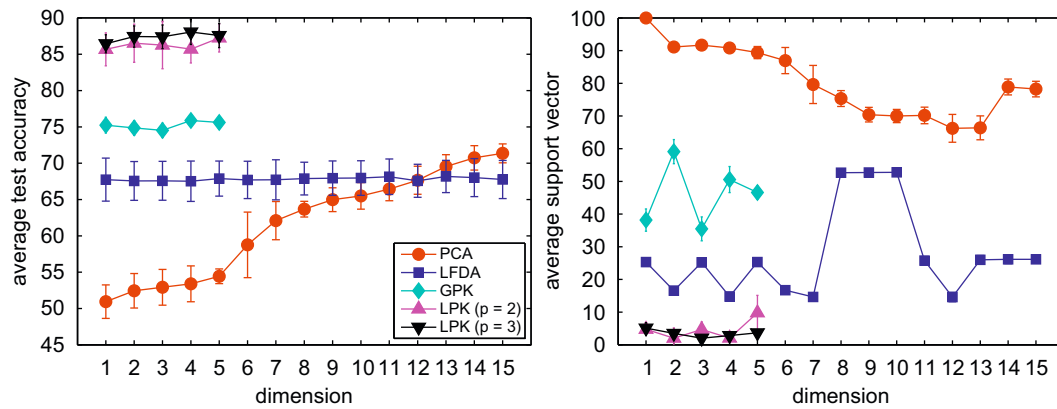 90
85
80
75
70
65
60
55
50
45
average test accuracy
PCA
LFDA
GPK
LPK (p = 2)
LPK (p = 3)
1 2 3 4 5 6 7 8 9 10 11 12 13 14 15
dimension
100
90
80
70
60
50
40
30
20
10
0
average support vector
1 2 3 4 5 6 7 8 9 10 11 12 13 14 15
dimension